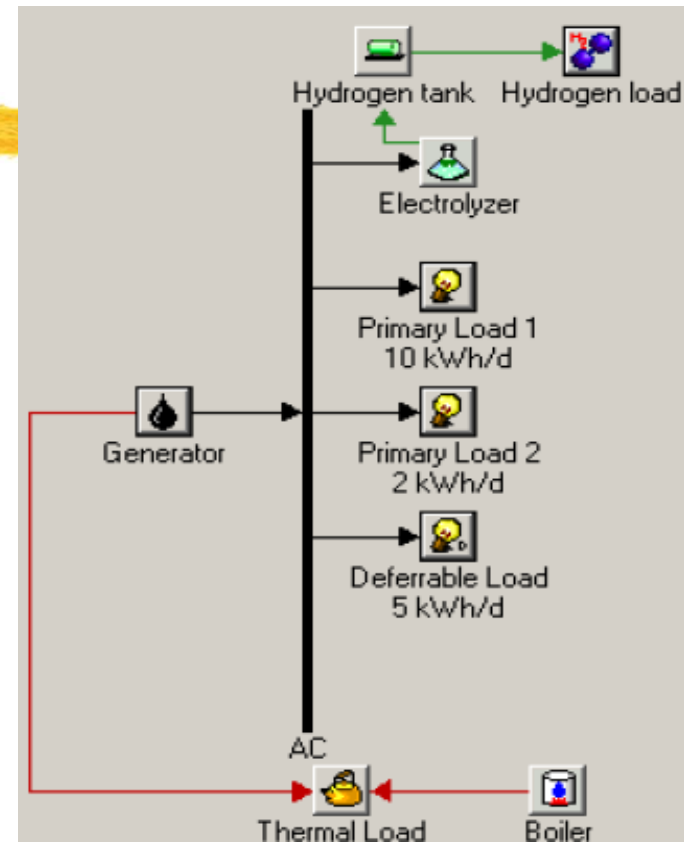 H2
Hydrogen tank Hydrogen load
Electrolyzer
Primary Load 1
10 kWh/d
Generator
Primary Load 2
2 kWh/d
D
Deferrable Load
5 kWh/d
AC
Thermal Load
Boiler